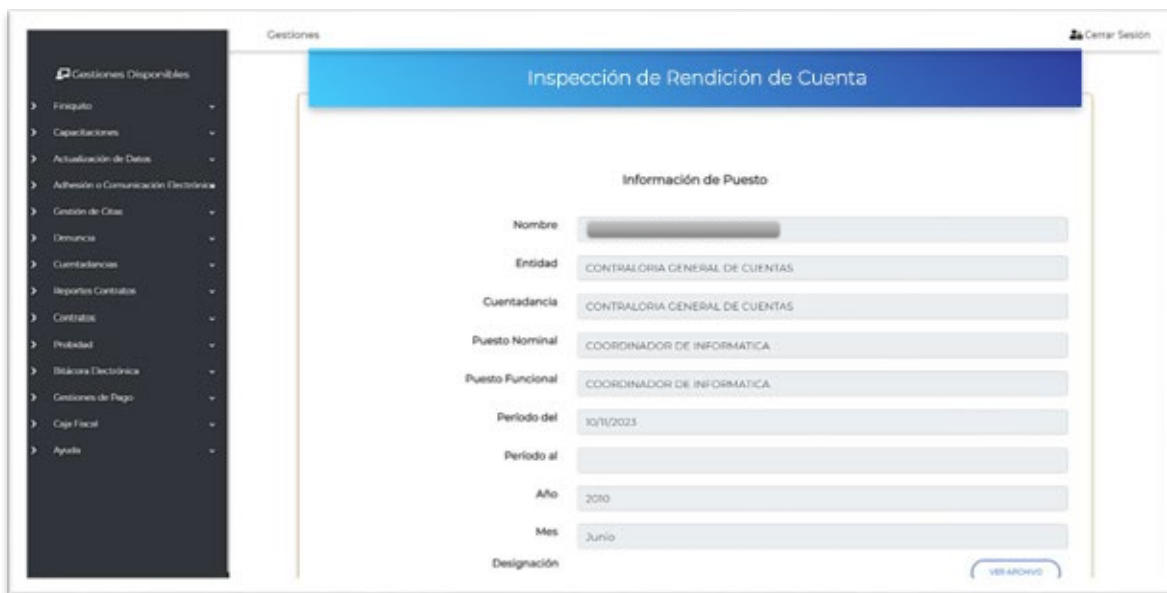 Gestiones
Cerrar Sesión
Gestiones Disponibles
Finiquito
Capacitaciones
Actualización de Datos
Adhesión o Comunicación Electrónica
Gestión de Citas
Denuncia
Cuentadancias
Reportes Contratos
Contratos
Probidad
Bitácora Electrónica
Gestiones de Pago
Caja Fiscal
Ayuda
Inspección de Rendición de Cuenta
Información de Puesto
Nombre
Entidad CONTRALORIA GENERAL DE CUENTAS
Cuentadancia CONTRALORIA GENERAL DE CUENTAS
Puesto Nominal COORDINADOR DE INFORMATICA
Puesto Funcional COORDINADOR DE INFORMATICA
Período del 10/11/2023
Período al
Año 2010
Mes Junio
Designación VER ARCHIVO